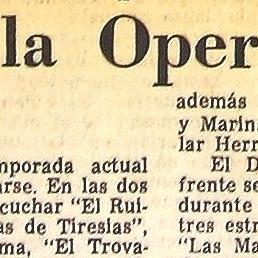 la Oper
mporada actual
arse. En las dos
cuchar "El Rui-
as de Tiresias",
ma, "El Trova-
además
y Marin
lar Herr
El D
frente se
durante
tres estr
"Las Ma